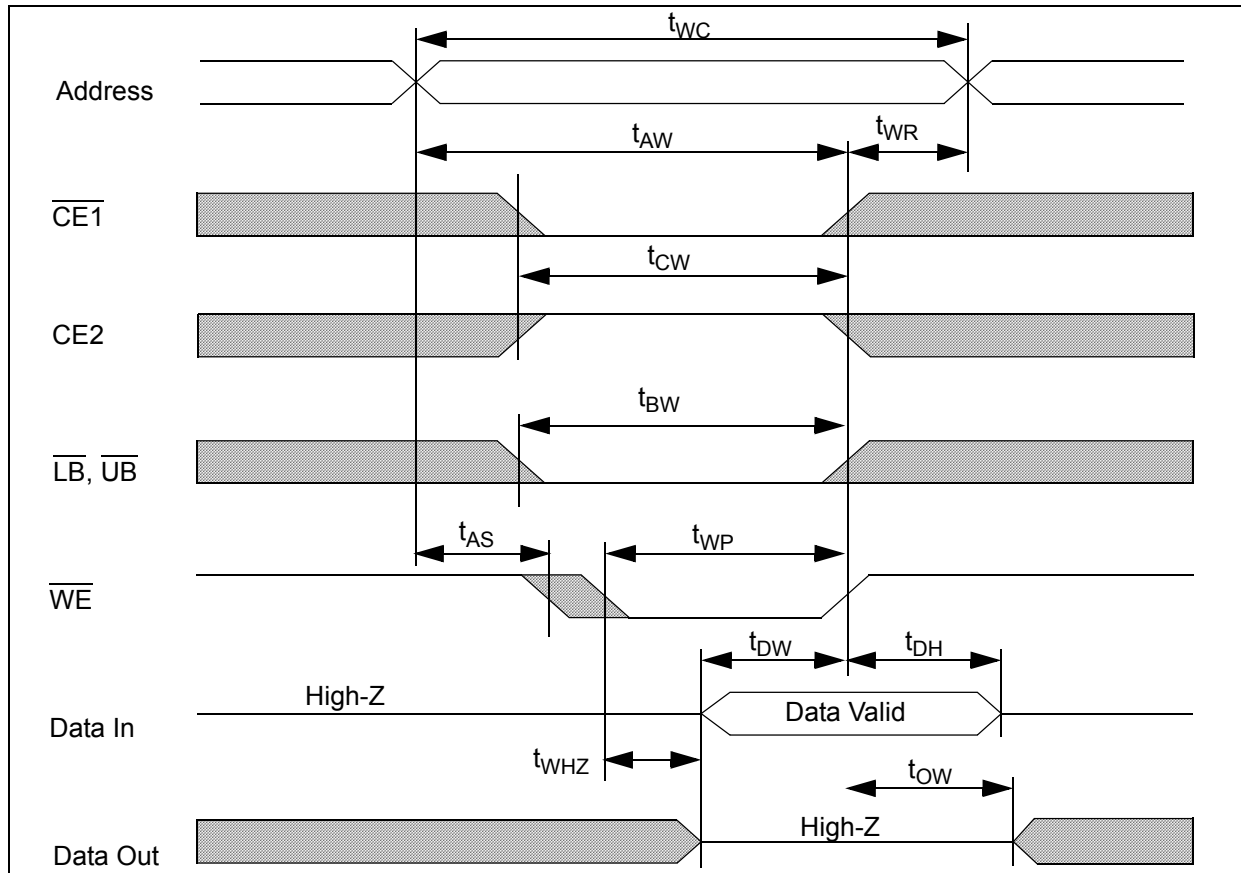 tWC
Address
tAW
tWR
CE1
tCW
CE2
tBW
LB, UB
tAS
tWP
WE
tDW
tDH
High-Z
Data Valid
Data In
tWHZ
tOW
High-Z
Data Out